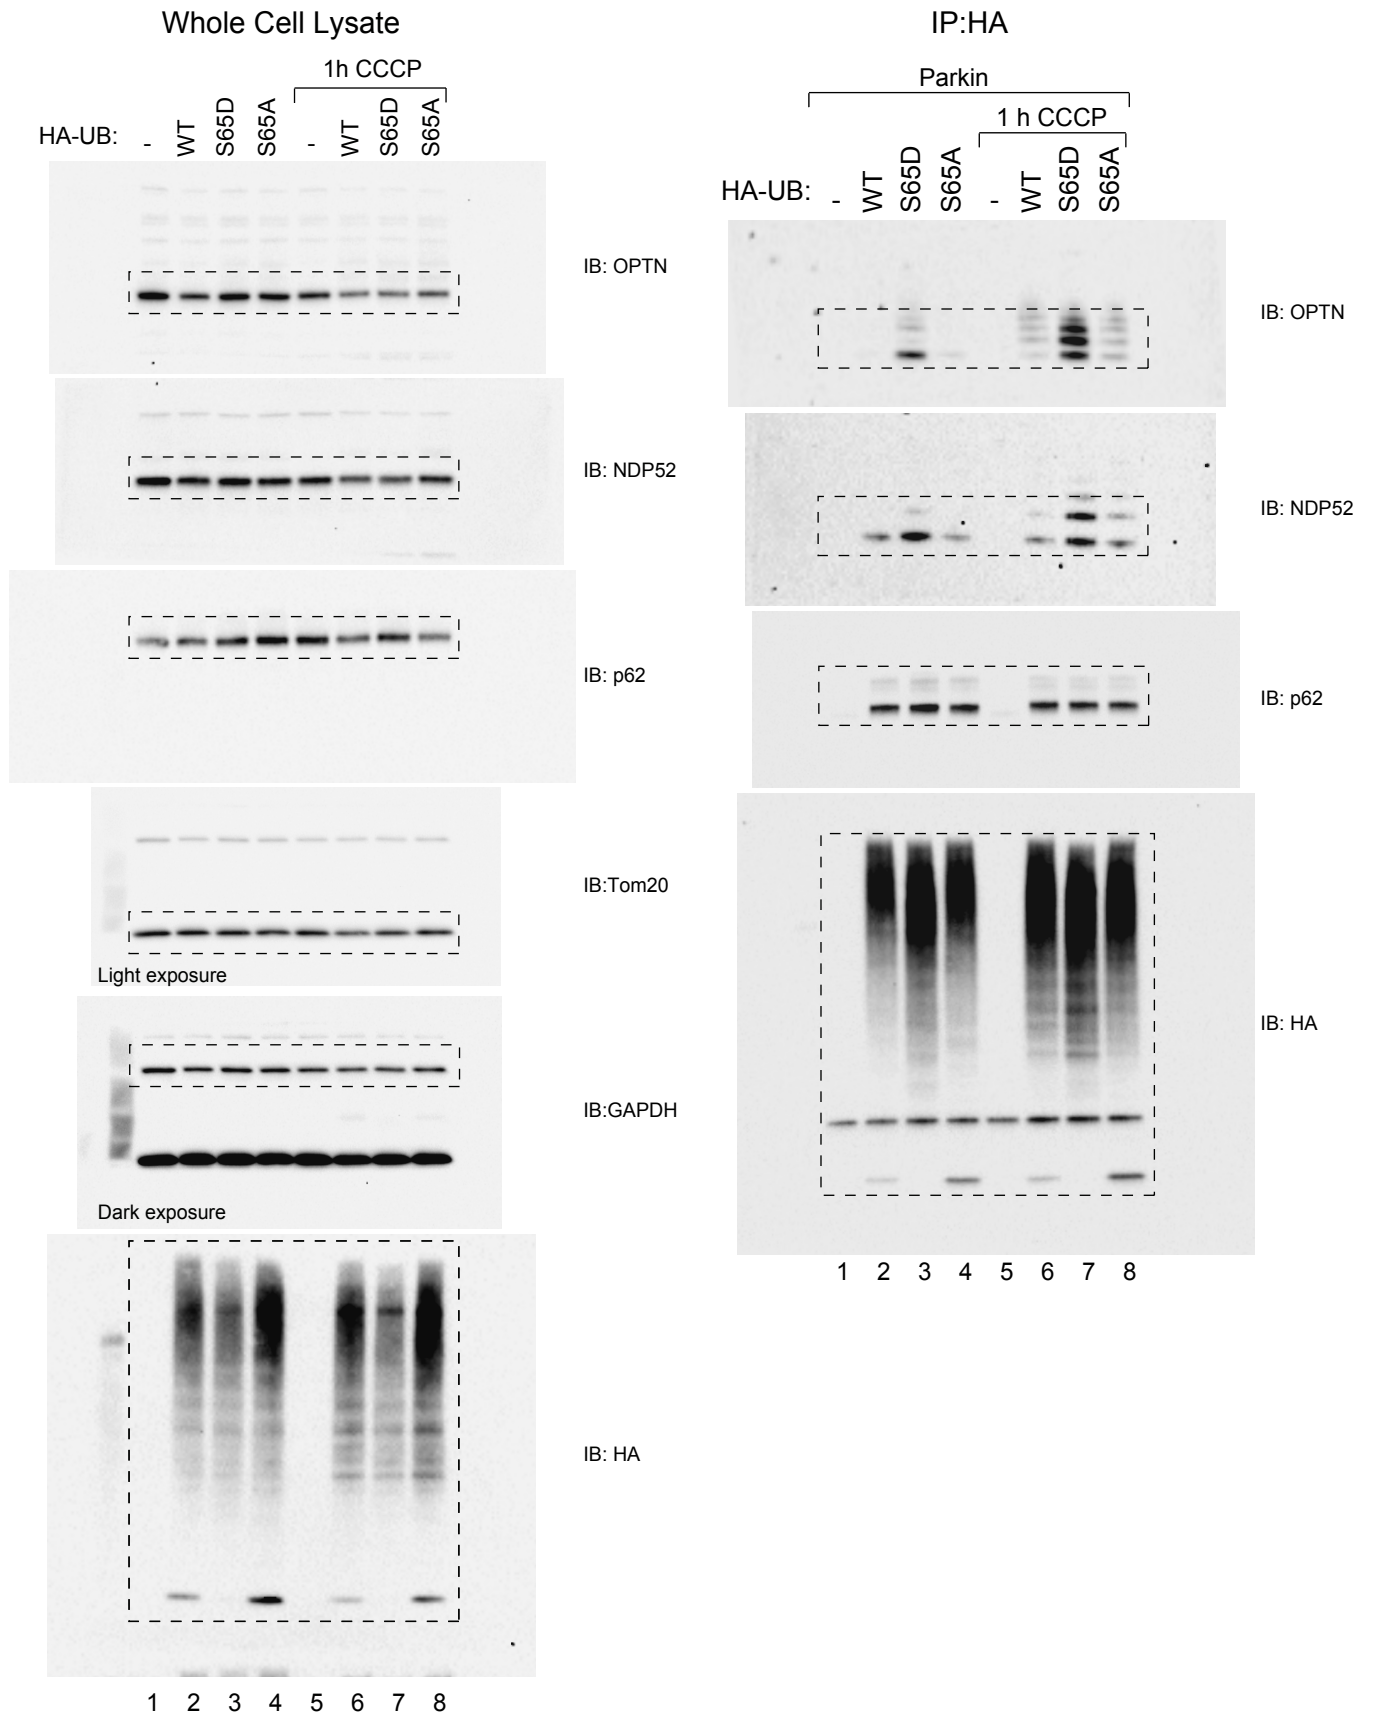 Whole Cell Lysate
1h CCCP
HA-UB: - WT S65D S65A - WT S65D S65A
IB: OPTN
IB: NDP52
IB: p62
IB:Tom20
Light exposure
IB:GAPDH
Dark exposure
IB: HA
1 2 3 4 5 6 7 8
IP:HA
Parkin
1 h CCCP
HA-UB: - WT S65D S65A - WT S65D S65A
IB: OPTN
IB: NDP52
IB: p62
IB: HA
1 2 3 4 5 6 7 8